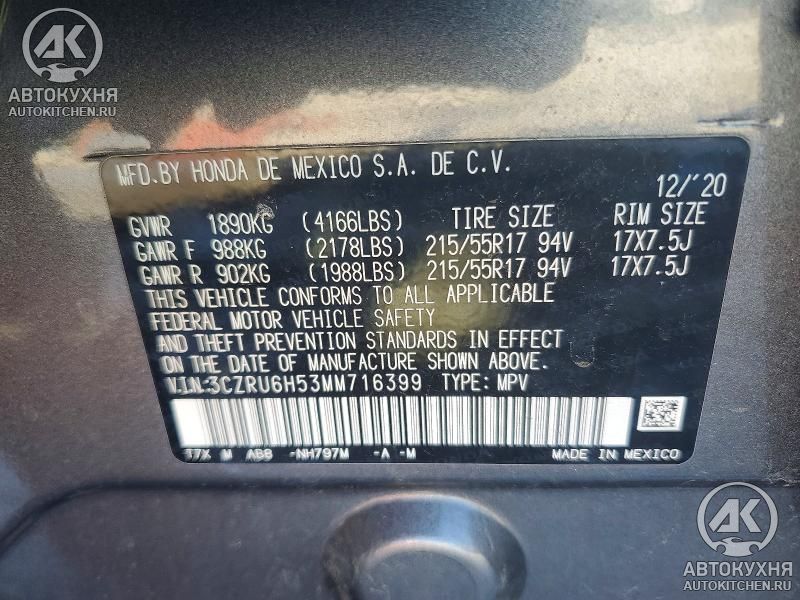 АК
АВТОКУХНЯ
AUTOKITCHEN.RU
MFD.BY HONDA DE MEXICO S.A. DE C.V.
12/'20
GVWR 1890KG (4166LBS) TIRE SIZE RIM SIZE
GAWR F 988KG (2178LBS) 215/55R17 94V 17X7.5J
GAWR R 902KG (1988LBS) 215/55R17 94V 17X7.5J
THIS VEHICLE CONFORMS TO ALL APPLICABLE
FEDERAL MOTOR VEHICLE SAFETY
AND THEFT PREVENTION STANDARDS IN EFFECT
ON THE DATE OF MANUFACTURE SHOWN ABOVE.
V.I.N:3CZRU6H53MM716399 TYPE: MPV
T7X M ABB -NH797M -A -M MADE IN MEXICO
АК
АВТОКУХНЯ
AUTOKITCHEN.RU